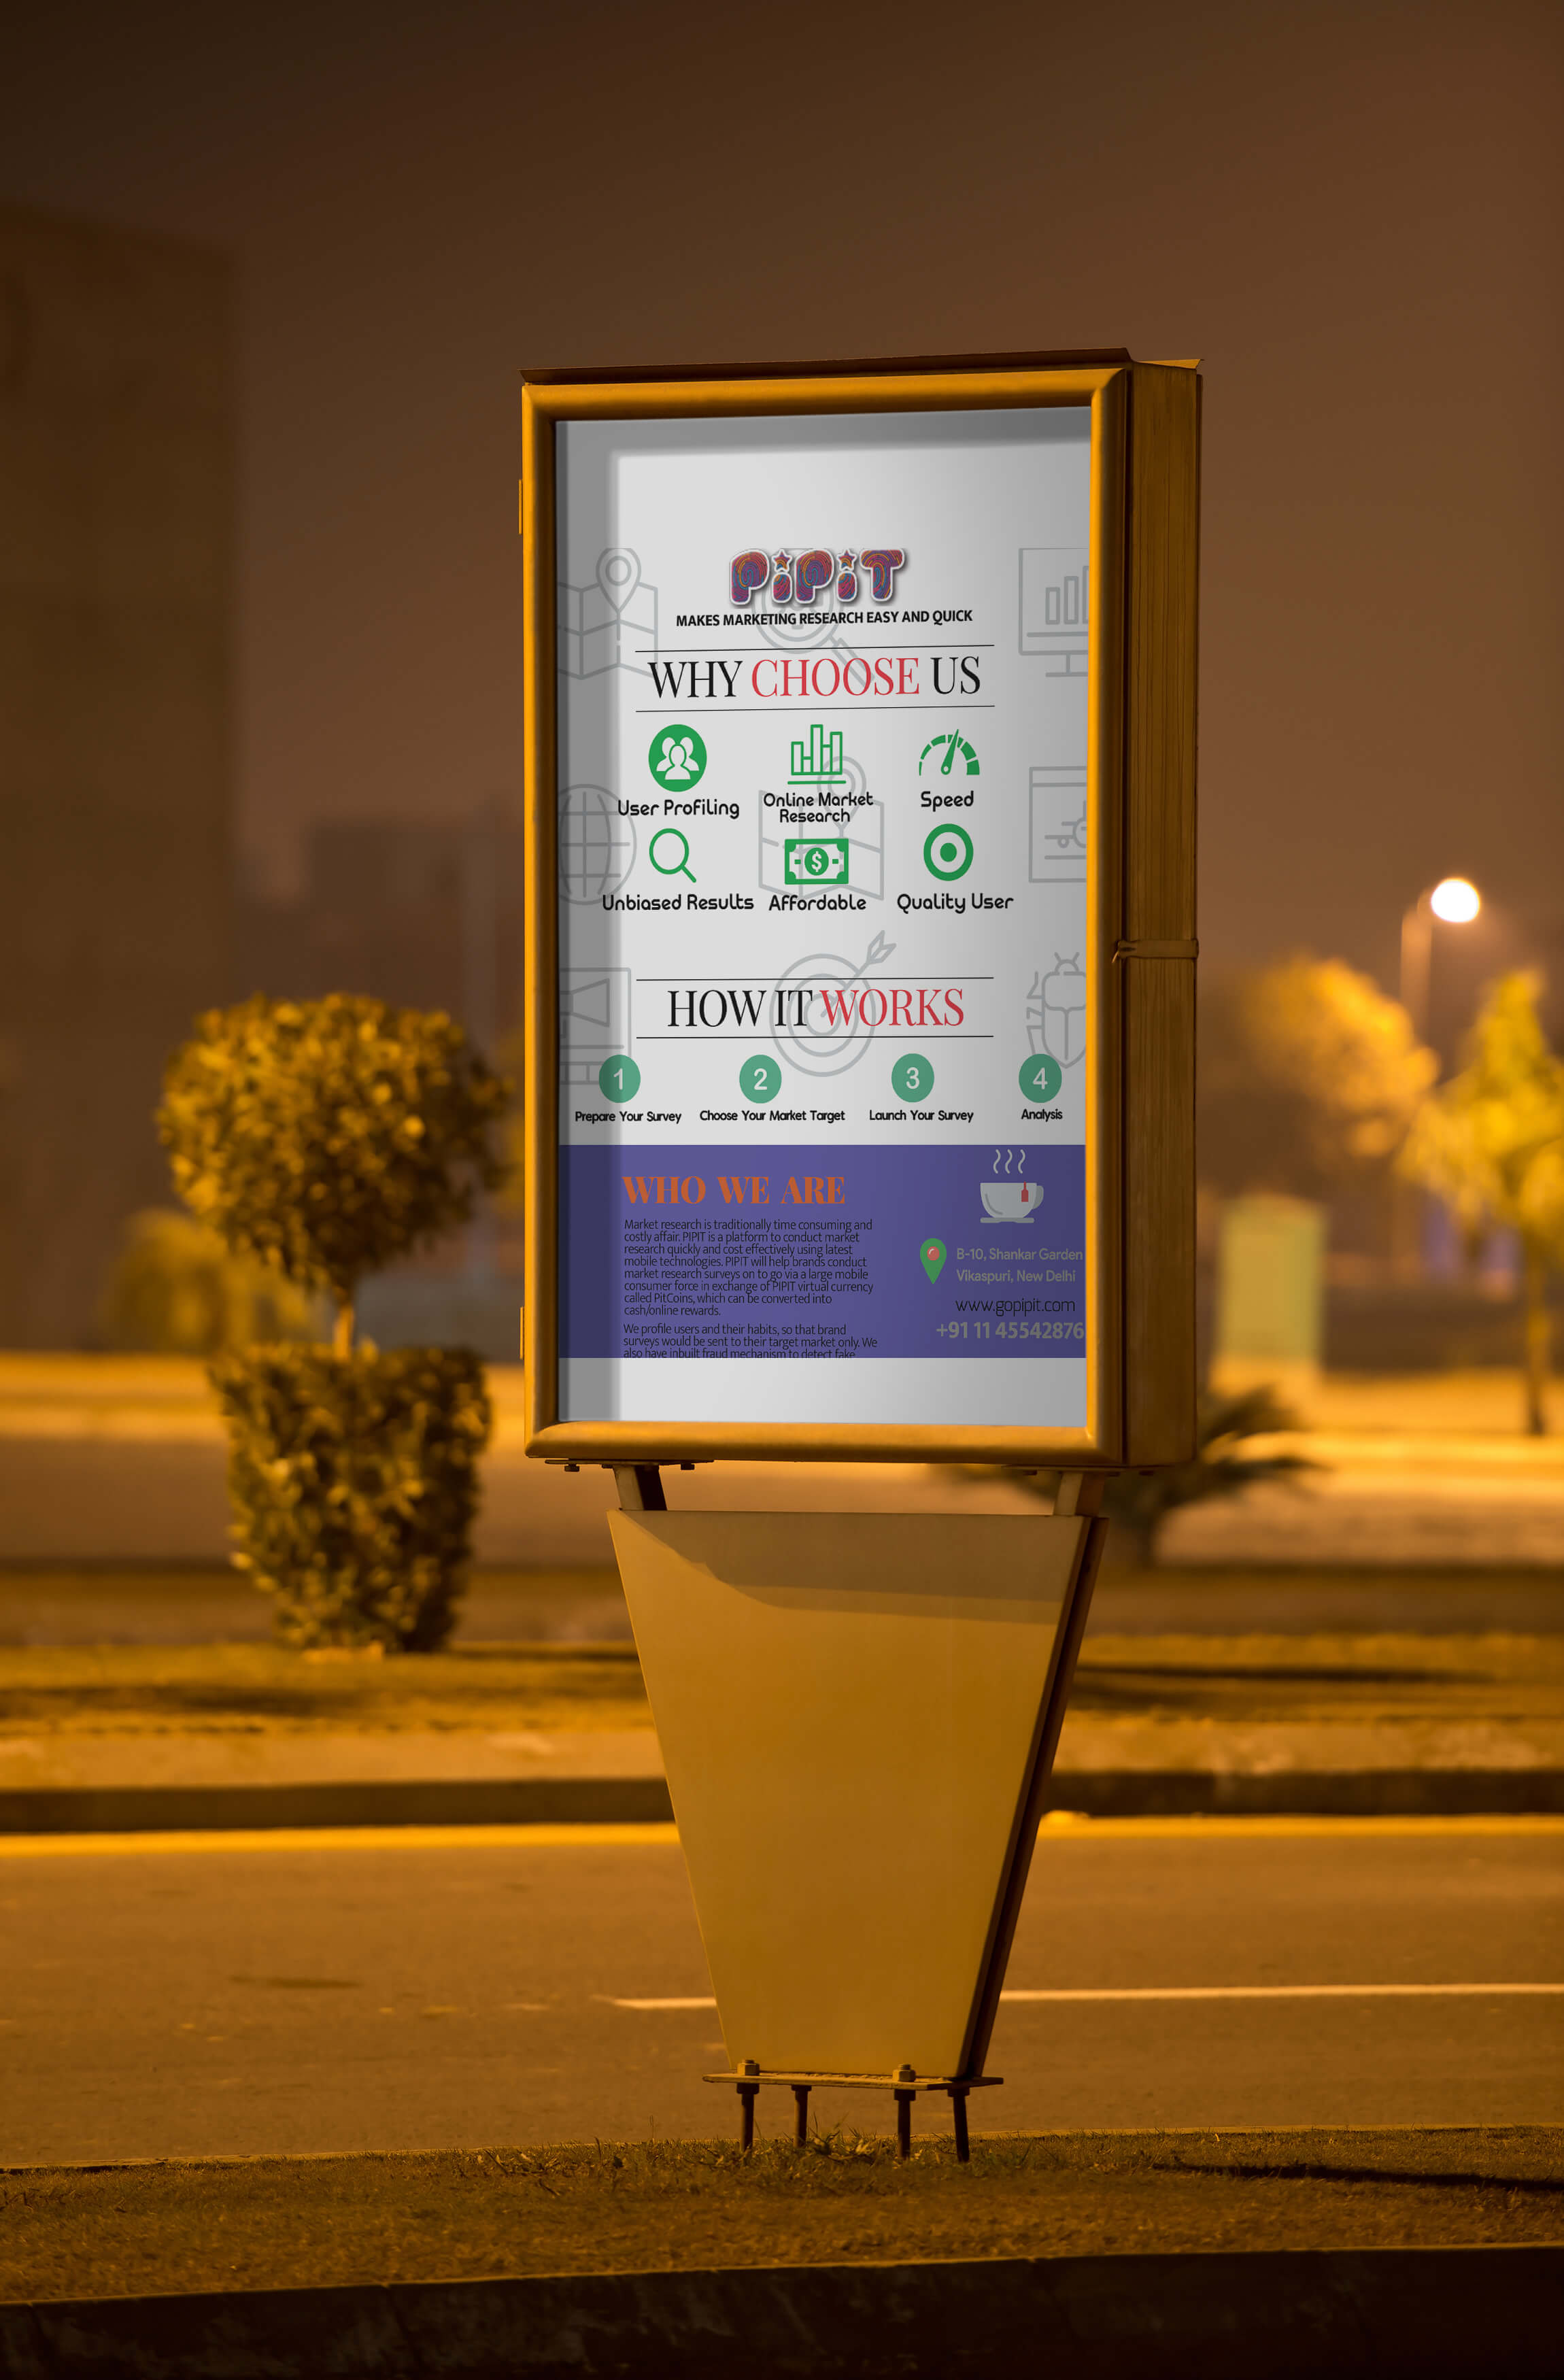 PiPiT
MAKES MARKETING RESEARCH EASY AND QUICK
WHY CHOOSE US
User Profiling
Online Market
Research
Speed
Unbiased Results
Affordable
Quality User
HOW IT WORKS
1
2
3
4
Prepare Your Survey
Choose Your Market Target
Launch Your Survey
Analysis
WHO WE ARE
Market research is traditionally time consuming and
costly affair. PIPIT is a platform to conduct market
research quickly and cost effectively using latest
mobile technologies. PIPIT will help brands conduct
market research surveys on to go via a large mobile
consumer force in exchange of PIPIT virtual currency
called PitCoins, which can be converted into
cash/online rewards.
We profile users and their habits, so that brand
surveys would be sent to their target market only. We
also have inbuilt fraud mechanism to detect fake
B-10, Shankar Garden
Vikaspuri, New Delhi
www.gopipit.com
+91 11 45542876